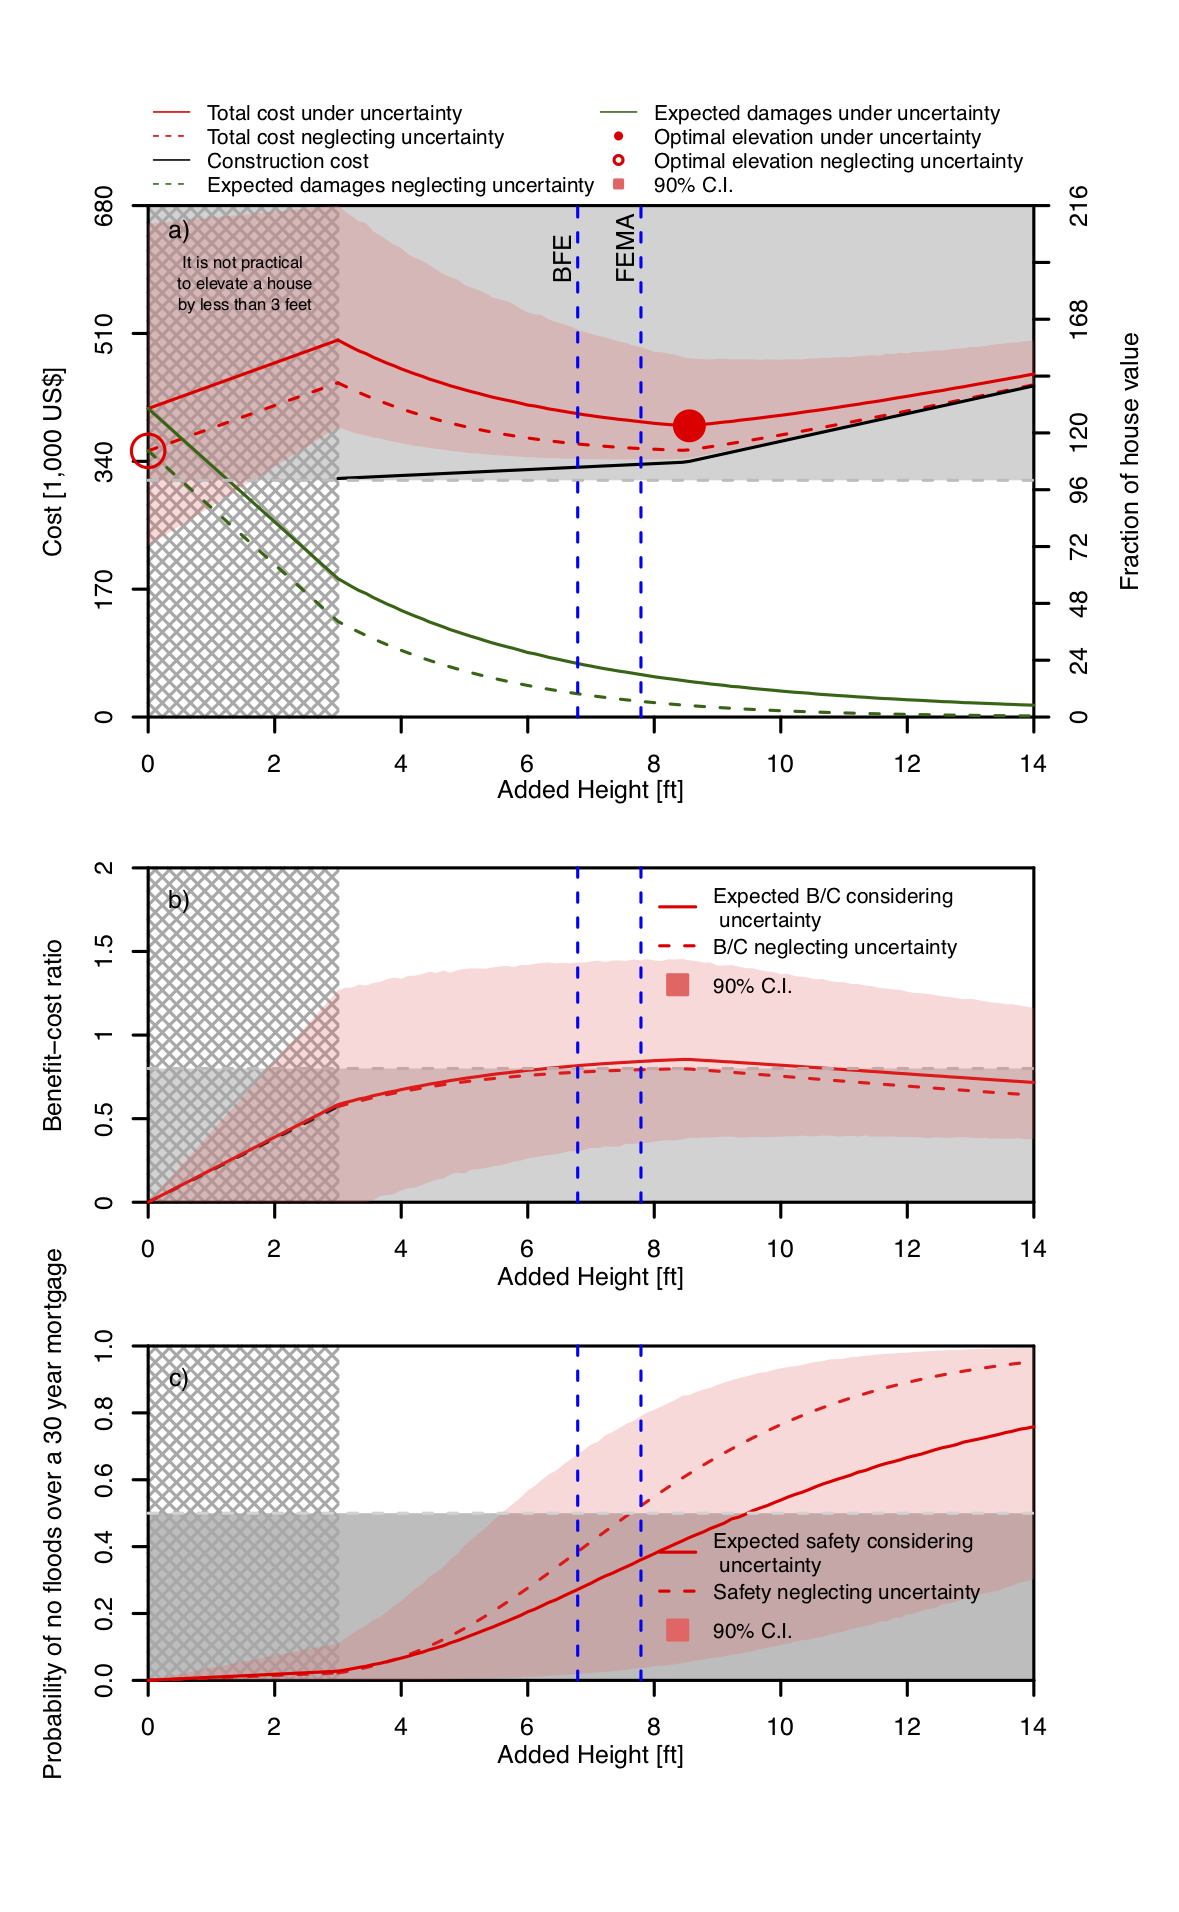 Total cost under uncertainty
Total cost neglecting uncertainty
Construction cost
Expected damages neglecting uncertainty
Expected damages under uncertainty
Optimal elevation under uncertainty
Optimal elevation neglecting uncertainty
90% C.I.
a)
It is not practical
to elevate a house
by less than 3 feet
BFE
FEMA
Cost [1,000 US$]
0 170 340 510 680
Fraction of house value
0 24 48 72 96 120 168 216
0 2 4 6 8 10 12 14
Added Height [ft]
b)
Expected B/C considering
uncertainty
B/C neglecting uncertainty
90% C.I.
Benefit−cost ratio
0 0.5 1 1.5 2
0 2 4 6 8 10 12 14
Added Height [ft]
c)
Expected safety considering
uncertainty
Safety neglecting uncertainty
90% C.I.
Probability of no floods over a 30 year mortgage
0.0 0.2 0.4 0.6 0.8 1.0
0 2 4 6 8 10 12 14
Added Height [ft]